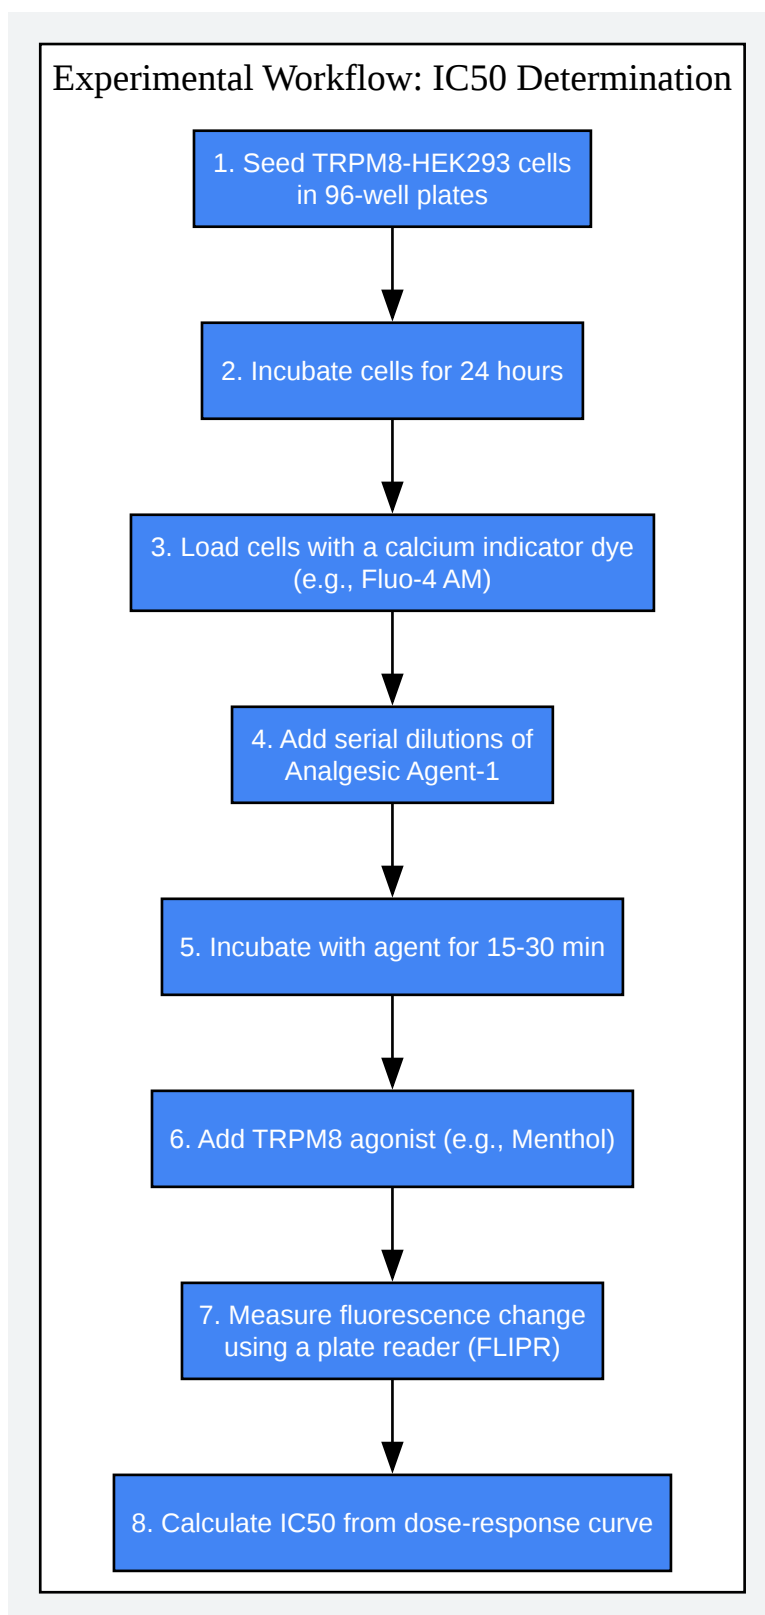 Experimental Workflow: IC50 Determination
1. Seed TRPM8-HEK293 cells
in 96-well plates
2. Incubate cells for 24 hours
3. Load cells with a calcium indicator dye
(e.g., Fluo-4 AM)
4. Add serial dilutions of
Analgesic Agent-1
5. Incubate with agent for 15-30 min
6. Add TRPM8 agonist (e.g., Menthol)
7. Measure fluorescence change
using a plate reader (FLIPR)
8. Calculate IC50 from dose-response curve